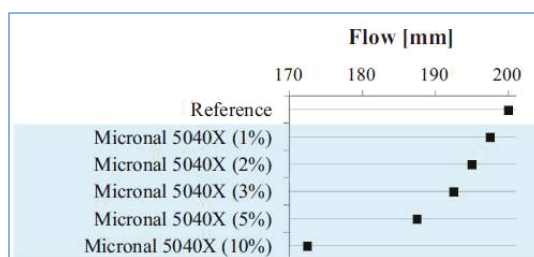 Flow [mm]
170 180 190 200
Reference
Micronal 5040X (1%)
Micronal 5040X (2%)
Micronal 5040X (3%)
Micronal 5040X (5%)
Micronal 5040X (10%)